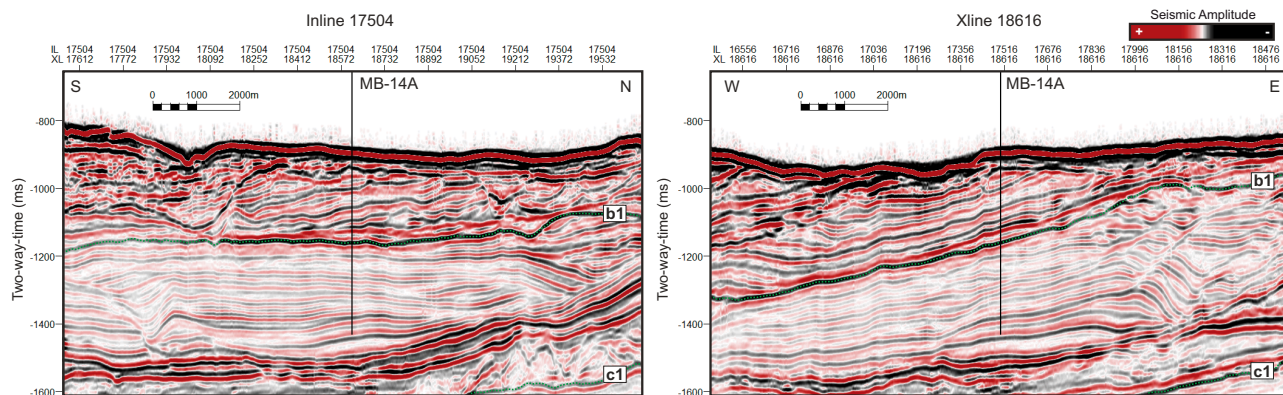 Inline 17504
Xline 18616
Seismic Amplitude
+ -
IL 17504 17504 17504 17504 17504 17504 17504 17504 17504 17504 17504 17504 17504
XL 17612 17772 17932 18092 18252 18412 18572 18732 18892 19052 19212 19372 19532
IL 16556 16716 16876 17036 17196 17356 17516 17676 17836 17996 18156 18316 18476
XL 18616 18616 18616 18616 18616 18616 18616 18616 18616 18616 18616 18616 18616
S MB-14A N
0 1000 2000m
-800
-1000
b1
-1200
-1400
c1
-1600
Two-way-time (ms)
W MB-14A E
0 1000 2000m
-800
-1000
b1
-1200
-1400
c1
-1600
Two-way-time (ms)